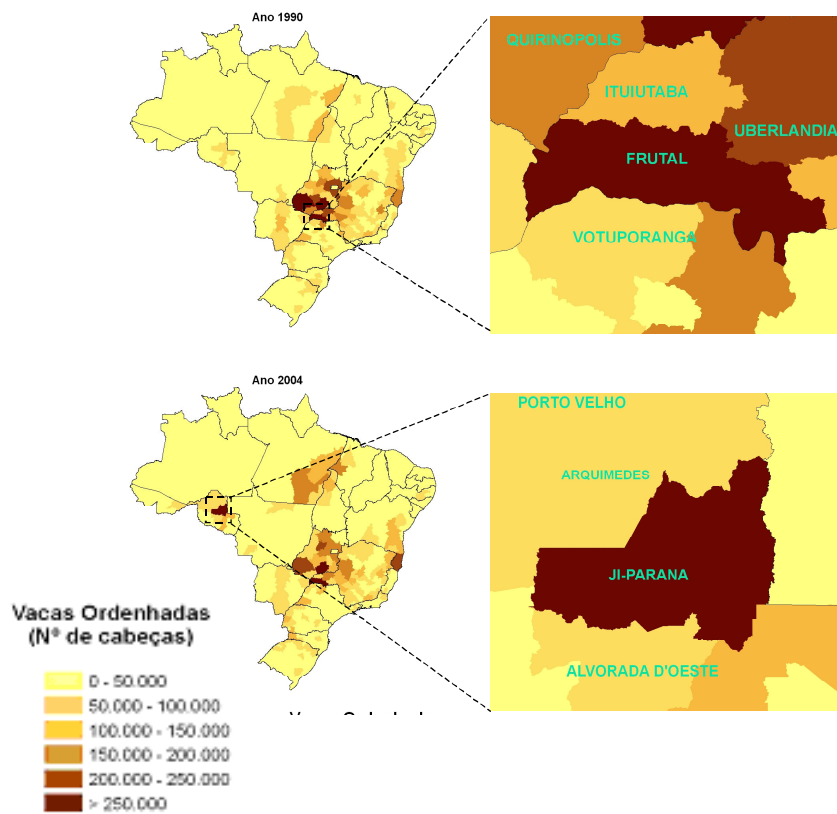 Ano 1990
QUIRINOPOLIS
ITUIUTABA
UBERLANDIA
FRUTAL
VOTUPORANGA
Ano 2004
PORTO VELHO
ARQUIMEDES
JI-PARANA
ALVORADA D'OESTE
Vacas Ordenhadas
(Nº de cabeças)
0 - 50.000
50.000 - 100.000
100.000 - 150.000
150.000 - 200.000
200.000 - 250.000
> 250.000